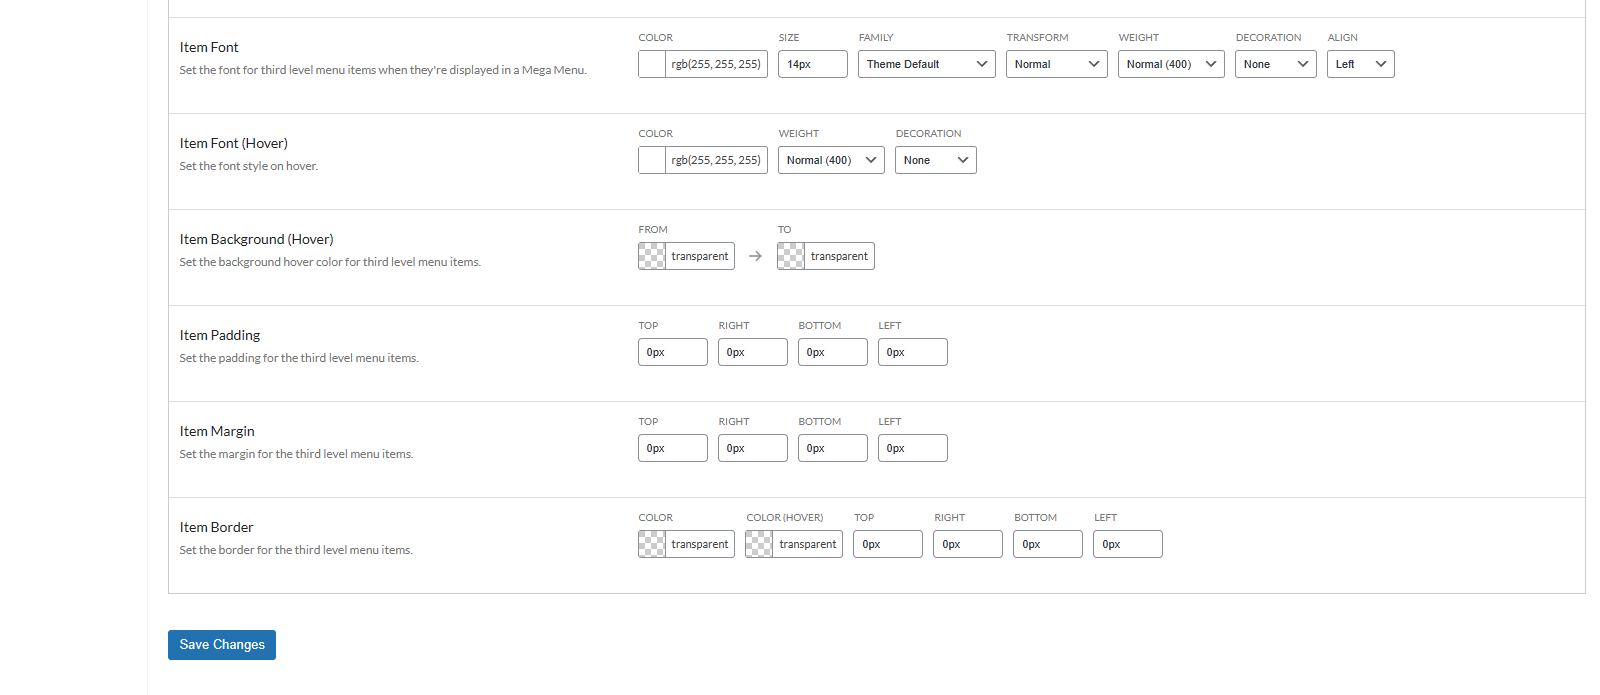 Item Font
Set the font for third level menu items when they're displayed in a Mega Menu.
COLOR SIZE FAMILY TRANSFORM WEIGHT DECORATION ALIGN
rgb(255, 255, 255) 14px Theme Default Normal Normal (400) None Left
Item Font (Hover)
Set the font style on hover.
COLOR WEIGHT DECORATION
rgb(255, 255, 255) Normal (400) None
Item Background (Hover)
Set the background hover color for third level menu items.
FROM TO
transparent → transparent
Item Padding
Set the padding for the third level menu items.
TOP RIGHT BOTTOM LEFT
0px 0px 0px 0px
Item Margin
Set the margin for the third level menu items.
TOP RIGHT BOTTOM LEFT
0px 0px 0px 0px
Item Border
Set the border for the third level menu items.
COLOR COLOR (HOVER) TOP RIGHT BOTTOM LEFT
transparent transparent 0px 0px 0px 0px
Save Changes